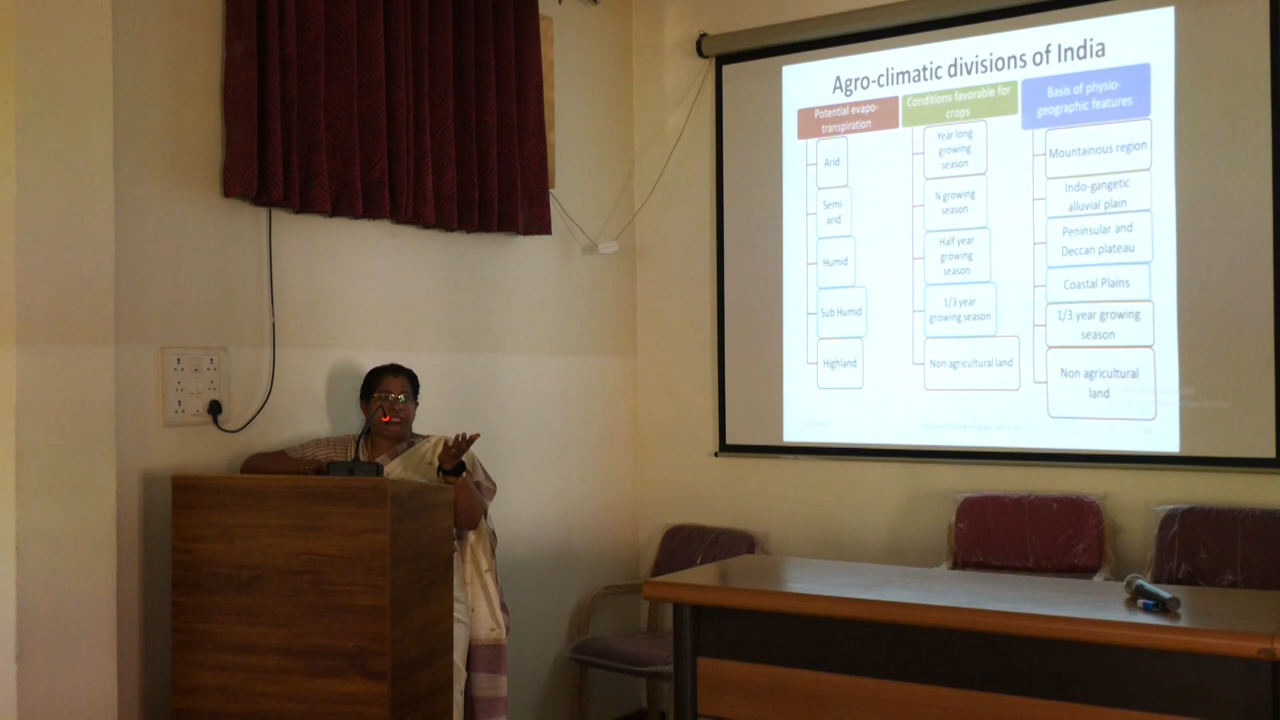 Agro-climatic divisions of India
Potential evapo-
transpiration
Arid
Semi-
arid
Humid
Sub Humid
Highland
Conditions favorable for
crops
Year long
growing
season
¾ growing
season
Half year
growing
season
1/3 year
growing season
Non agricultural land
Basis of physio-
geographic features
Mountainous region
Indo-gangetic
alluvial plain
Peninsular and
Deccan plateau
Coastal Plains
1/3 year growing
season
Non agricultural
land